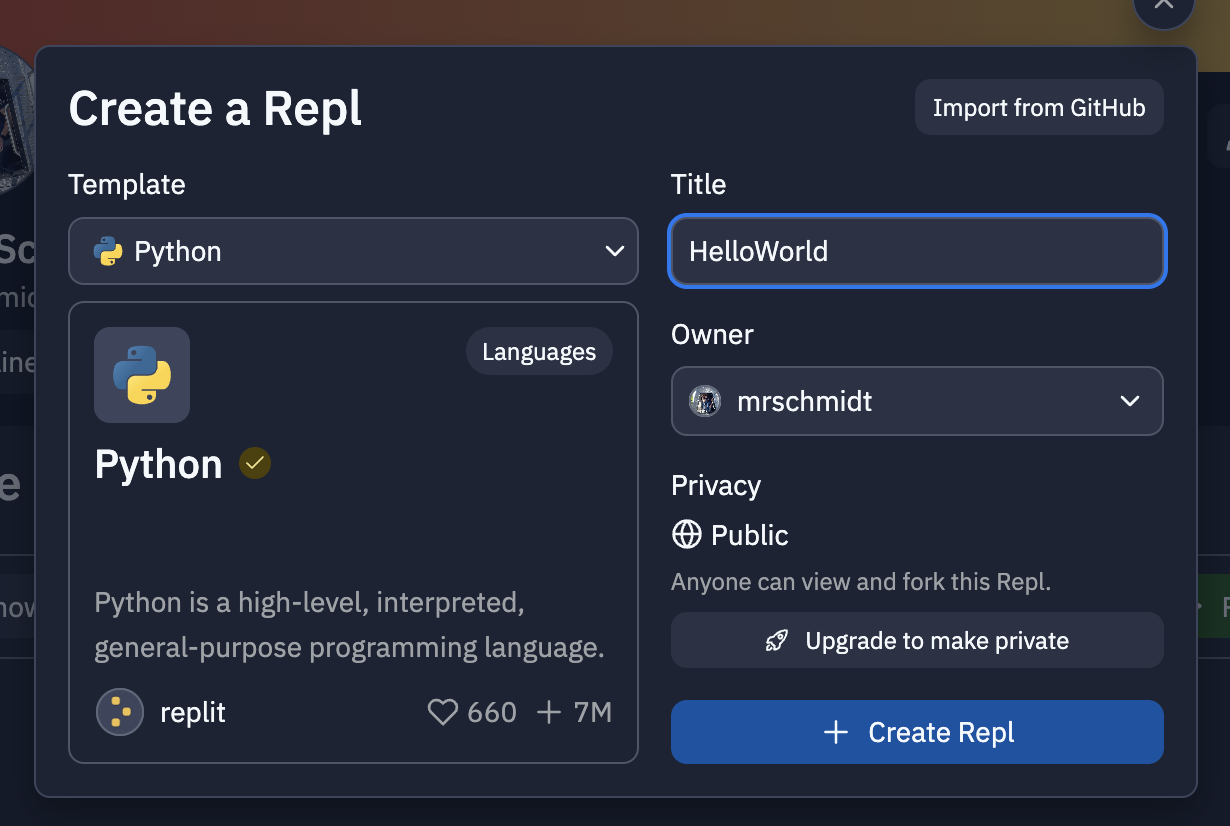 Create a Repl
Import from GitHub
Template
Python
Languages
Python
Python is a high-level, interpreted,
general-purpose programming language.
replit
660
7M
Title
HelloWorld
Owner
mrschmidt
Privacy
Public
Anyone can view and fork this Repl.
Upgrade to make private
Create Repl